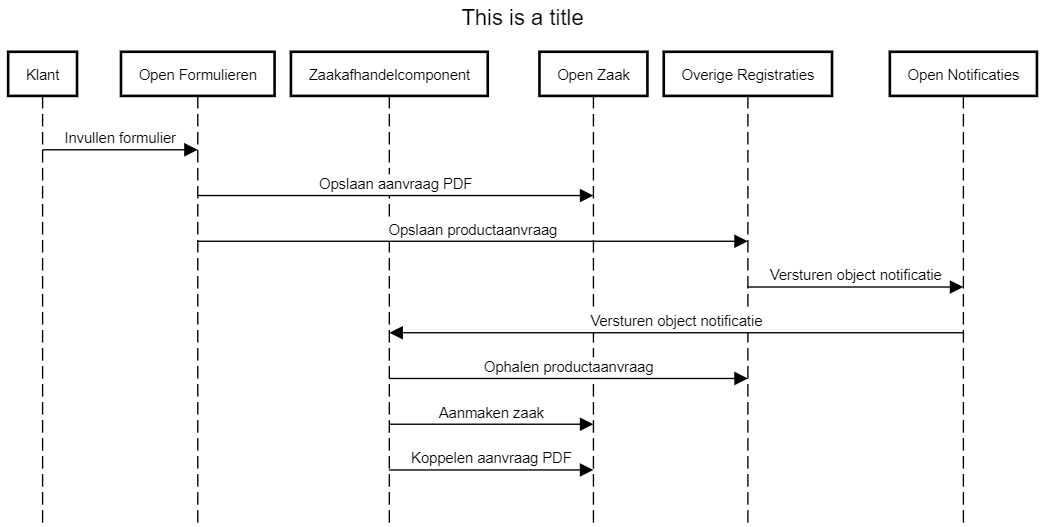 This is a title
Klant
Open Formulieren
Zaakafhandelcomponent
Open Zaak
Overige Registraties
Open Notificaties
Invullen formulier
Opslaan aanvraag PDF
Opslaan productaanvraag
Versturen object notificatie
Versturen object notificatie
Ophalen productaanvraag
Aanmaken zaak
Koppelen aanvraag PDF